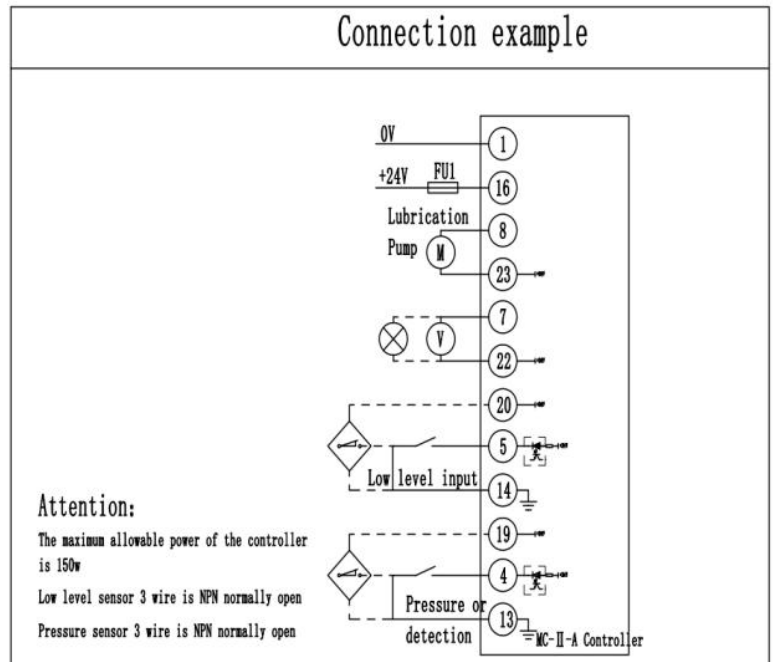 Connection example
0V
1
+24V
FU1
16
Lubrication
Pump
M
8
23
7
V
22
20
5
Low level input
14
19
4
Pressure or
detection
13
MC-II-A Controller
Attention:
The maximum allowable power of the controller
is 150w
Low level sensor 3 wire is NPN normally open
Pressure sensor 3 wire is NPN normally open